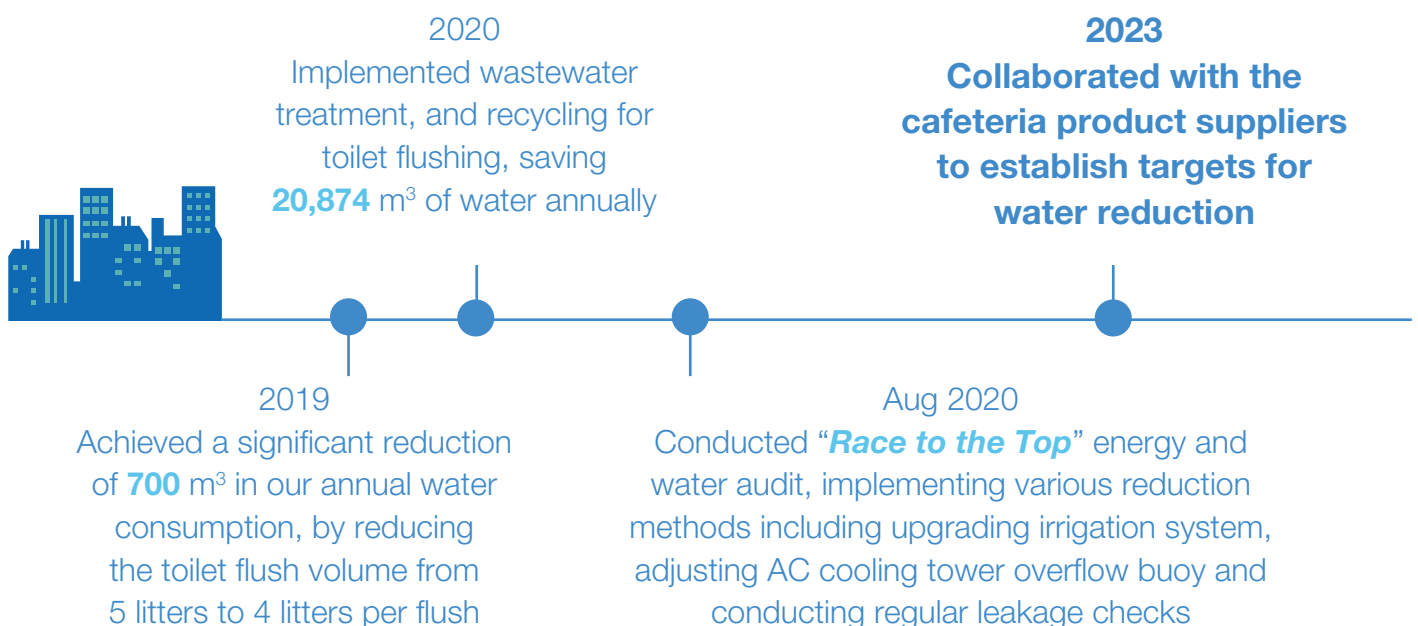 2020
Implemented wastewater
treatment, and recycling for
toilet flushing, saving
20,874 m³ of water annually
2023
Collaborated with the
cafeteria product suppliers
to establish targets for
water reduction
2019
Achieved a significant reduction
of 700 m³ in our annual water
consumption, by reducing
the toilet flush volume from
5 liters to 4 liters per flush
Aug 2020
Conducted “Race to the Top” energy and
water audit, implementing various reduction
methods including upgrading irrigation system,
adjusting AC cooling tower overflow buoy and
conducting regular leakage checks